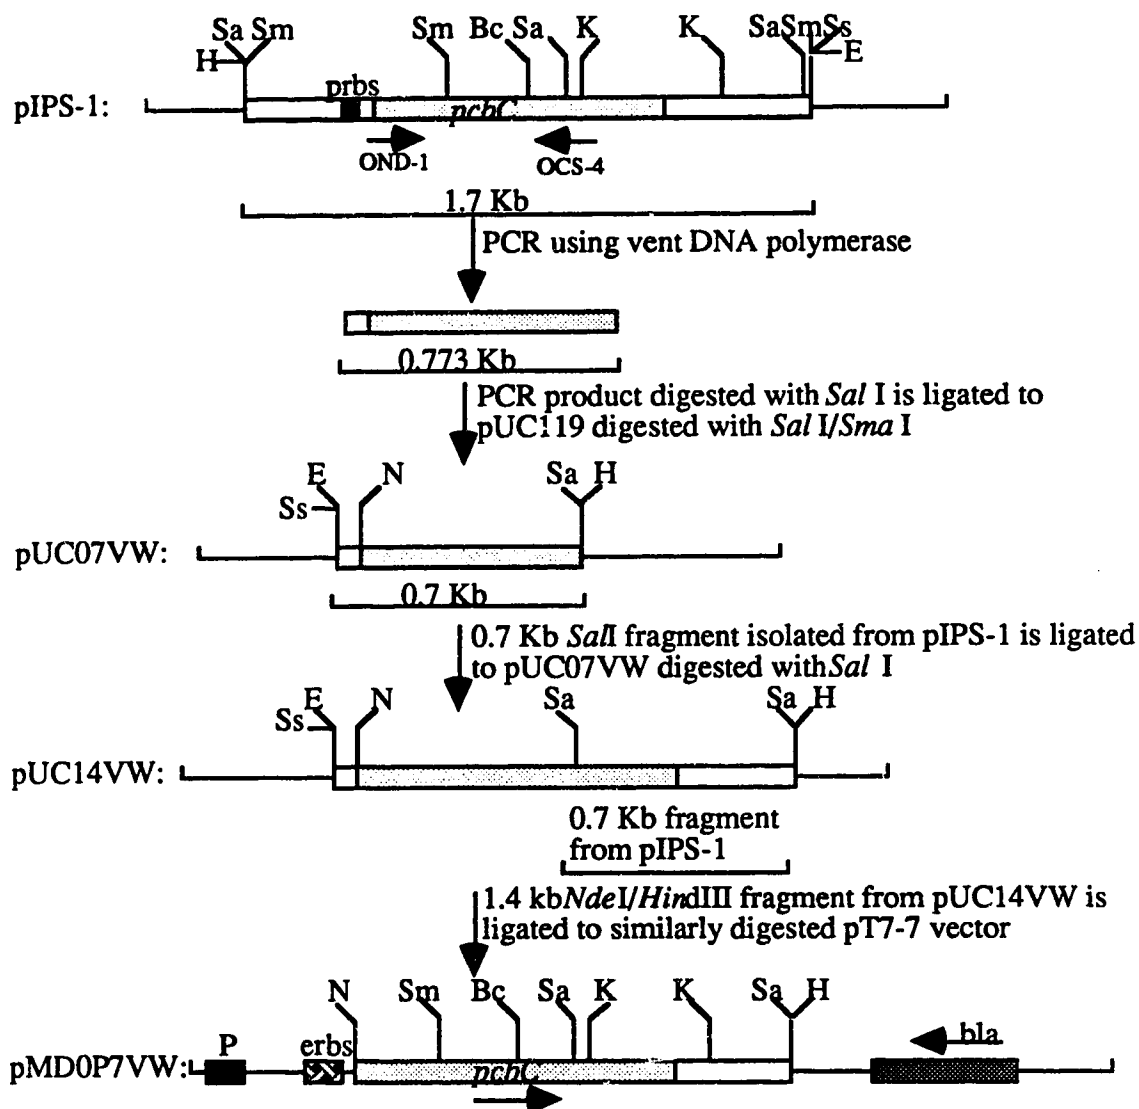 Sa Sm Sm Bc Sa K K SaSmSs
H E
prbs
pIPS-1: pcbC
OND-1 OCS-4
1.7 Kb
PCR using vent DNA polymerase
0.773 Kb
PCR product digested with Sal I is ligated to
pUC119 digested with Sal I/Sma I
E N Sa H
Ss
pUC07VW:
0.7 Kb
0.7 Kb SalI fragment isolated from pIPS-1 is ligated
to pUC07VW digested with Sal I
E N Sa Sa H
Ss
pUC14VW:
0.7 Kb fragment
from pIPS-1
1.4 kb NdeI/HindIII fragment from pUC14VW is
ligated to similarly digested pT7-7 vector
N Sm Bc Sa K K Sa H
P erbs bla
pMD0P7VW: pcbC